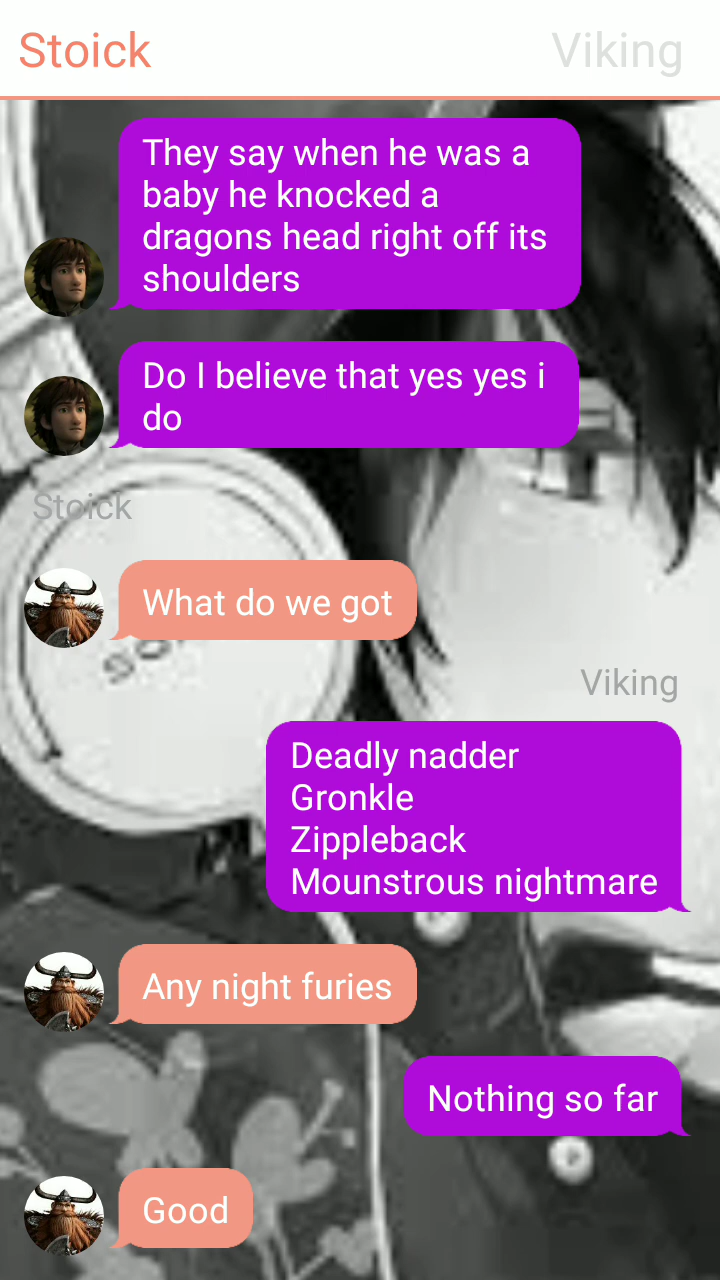 Stoick
Viking
They say when he was a
baby he knocked a
dragons head right off its
shoulders
Do I believe that yes yes i
do
Stoick
What do we got
Viking
Deadly nadder
Gronkle
Zippleback
Mounstrous nightmare
Any night furies
Nothing so far
Good